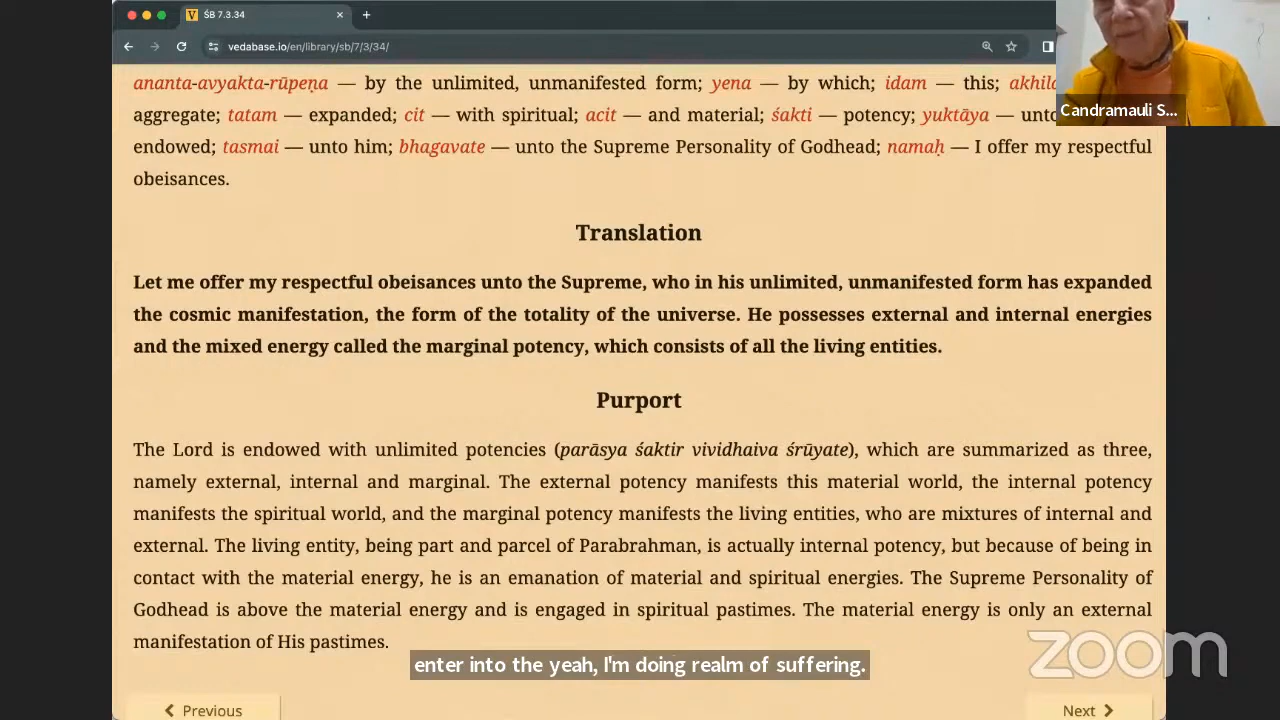 ŚB 7.3.34
vedabase.io/en/library/sb/7/3/34/
ananta-avyakta-rūpeṇa — by the unlimited, unmanifested form; yena — by which; idam — this;
aggregate; tatam — expanded; cit — with spiritual; acit — and material; śakti — potency; yuktāya —
Candramauli S...
endowed; tasmai — unto him; bhagavate — unto the Supreme Personality of Godhead; namaḥ — I offer my respectful
obeisances.
Translation
Let me offer my respectful obeisances unto the Supreme, who in his unlimited, unmanifested form has expanded
the cosmic manifestation, the form of the totality of the universe. He possesses external and internal energies
and the mixed energy called the marginal potency, which consists of all the living entities.
Purport
The Lord is endowed with unlimited potencies (parāsya śaktir vividhaiva śrūyate), which are summarized as three,
namely external, internal and marginal. The external potency manifests this material world, the internal potency
manifests the spiritual world, and the marginal potency manifests the living entities, who are mixtures of internal and
external. The living entity, being part and parcel of Parabrahman, is actually internal potency, but because of being in
contact with the material energy, he is an emanation of material and spiritual energies. The Supreme Personality of
Godhead is above the material energy and is engaged in spiritual pastimes. The material energy is only an external
manifestation of His pastimes.
enter into the yeah, I'm doing realm of suffering.
zoom
Previous
Next